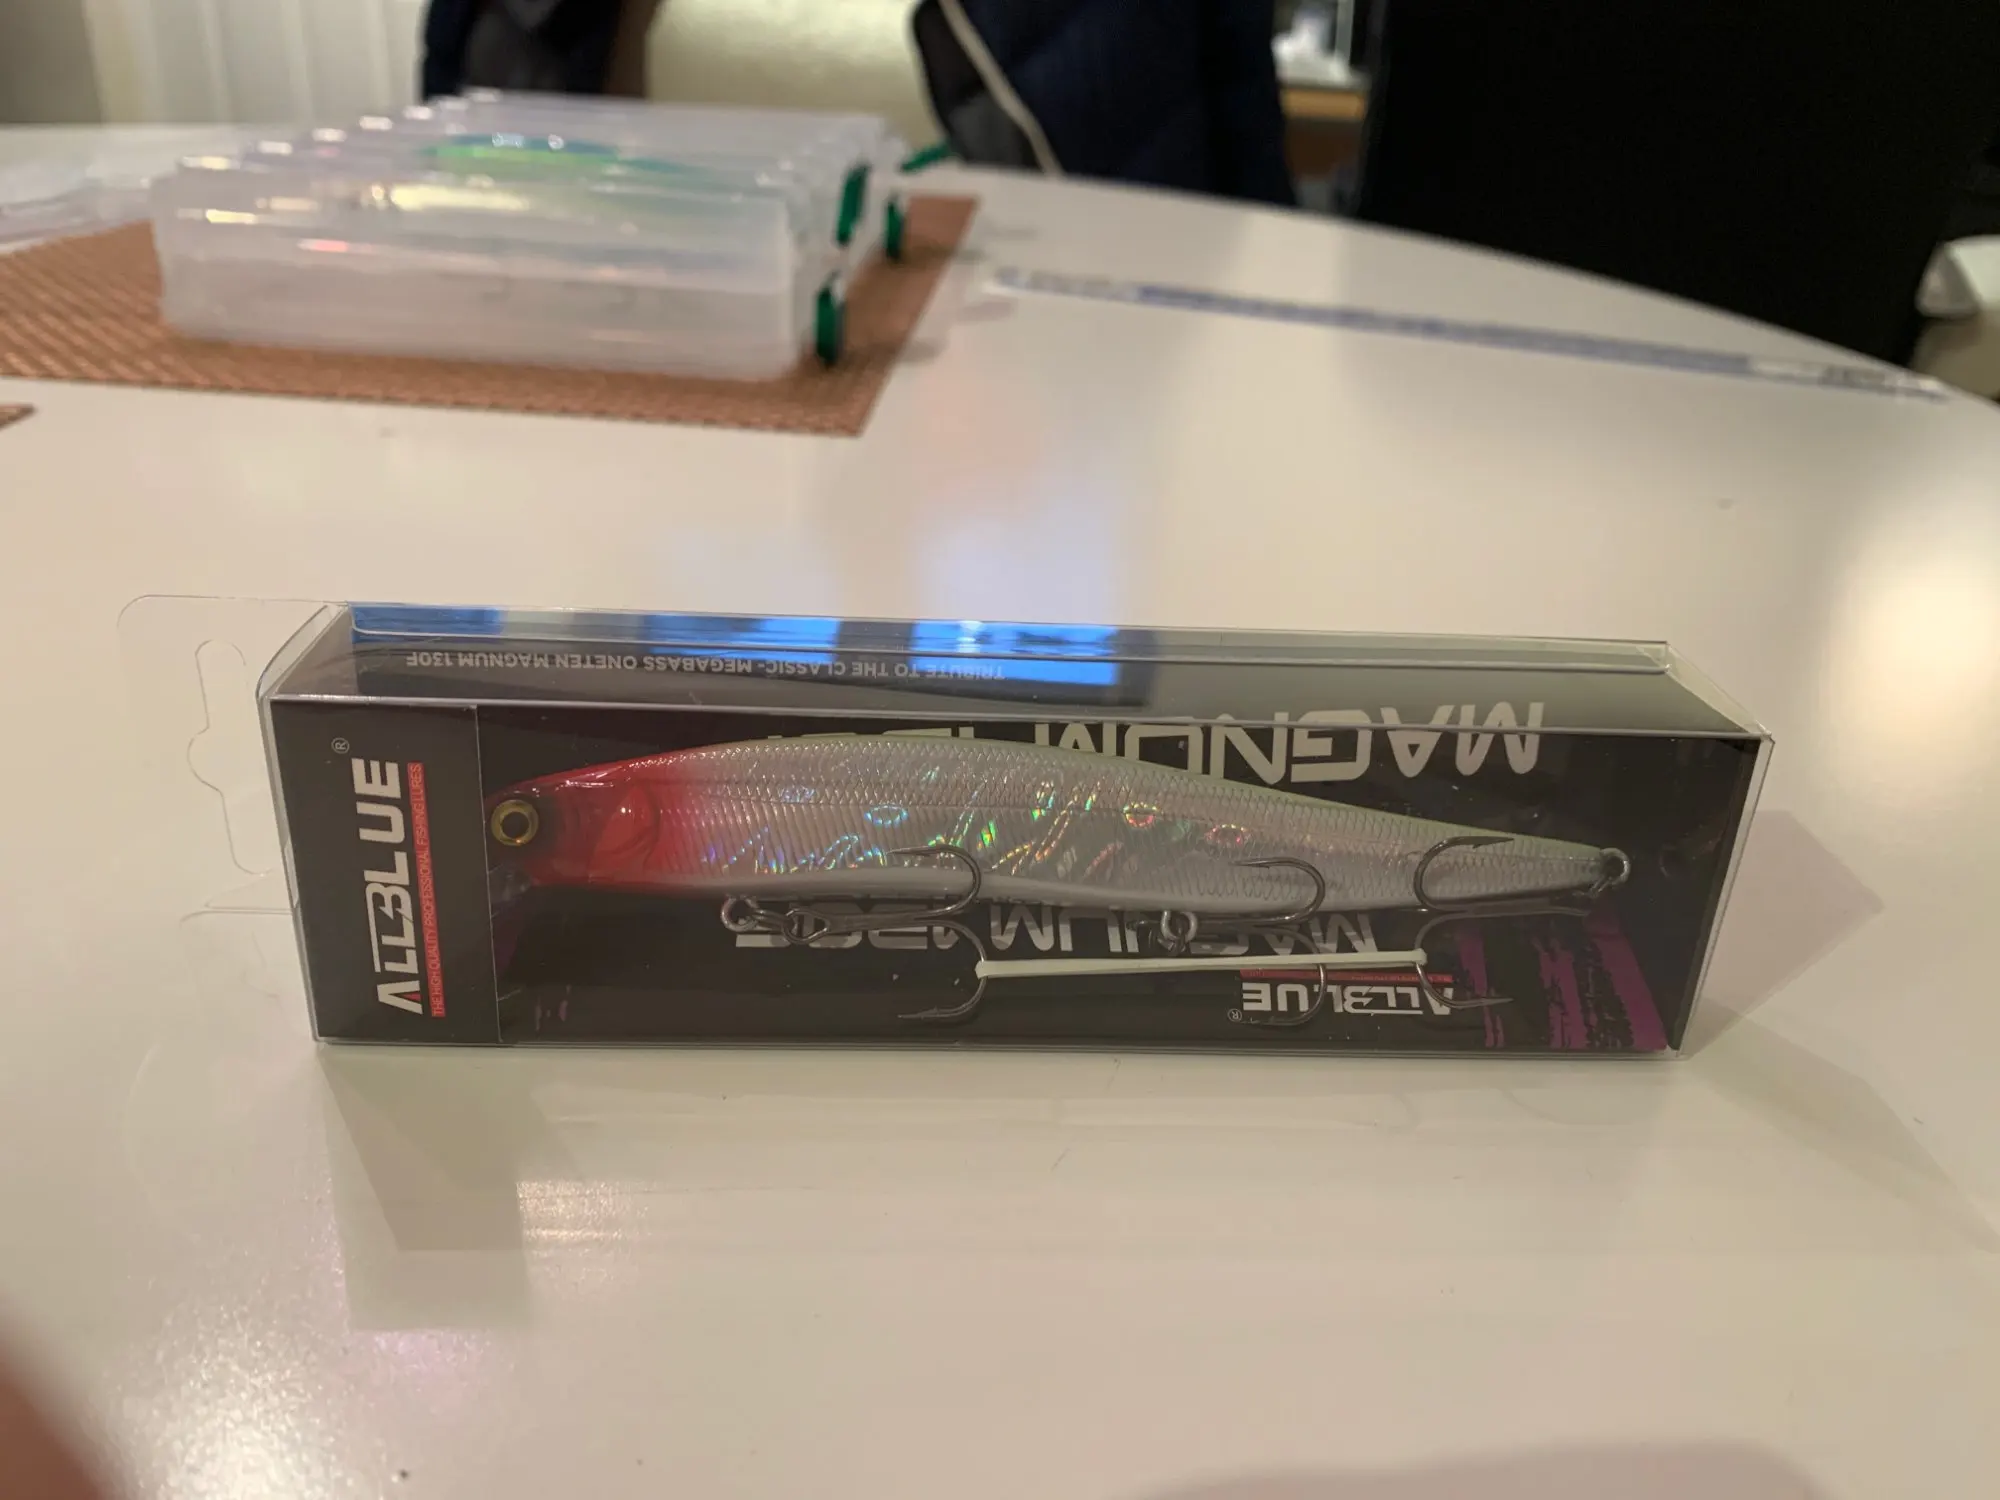 TRIBUTE TO THE CLASSIC- MEGABASS ONETEN MAGNUM 130F
MAGNUM
ALLBLUE®
THE HIGH QUALITY PROFESSIONAL FISHING LURES
MAGNUM 130F
ALLBLUE®